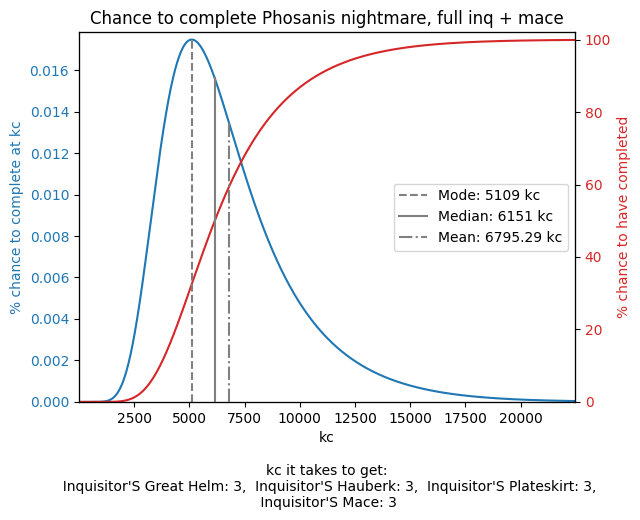 Chance to complete Phosanis nightmare, full inq + mace
% chance to complete at kc
0.016
0.014
0.012
0.010
0.008
0.006
0.004
0.002
0.000
Mode: 5109 kc
Median: 6151 kc
Mean: 6795.29 kc
100
80
60
40
20
0
% chance to have completed
2500 5000 7500 10000 12500 15000 17500 20000
kc
kc it takes to get:
Inquisitor'S Great Helm: 3, Inquisitor'S Hauberk: 3, Inquisitor'S Plateskirt: 3,
Inquisitor'S Mace: 3